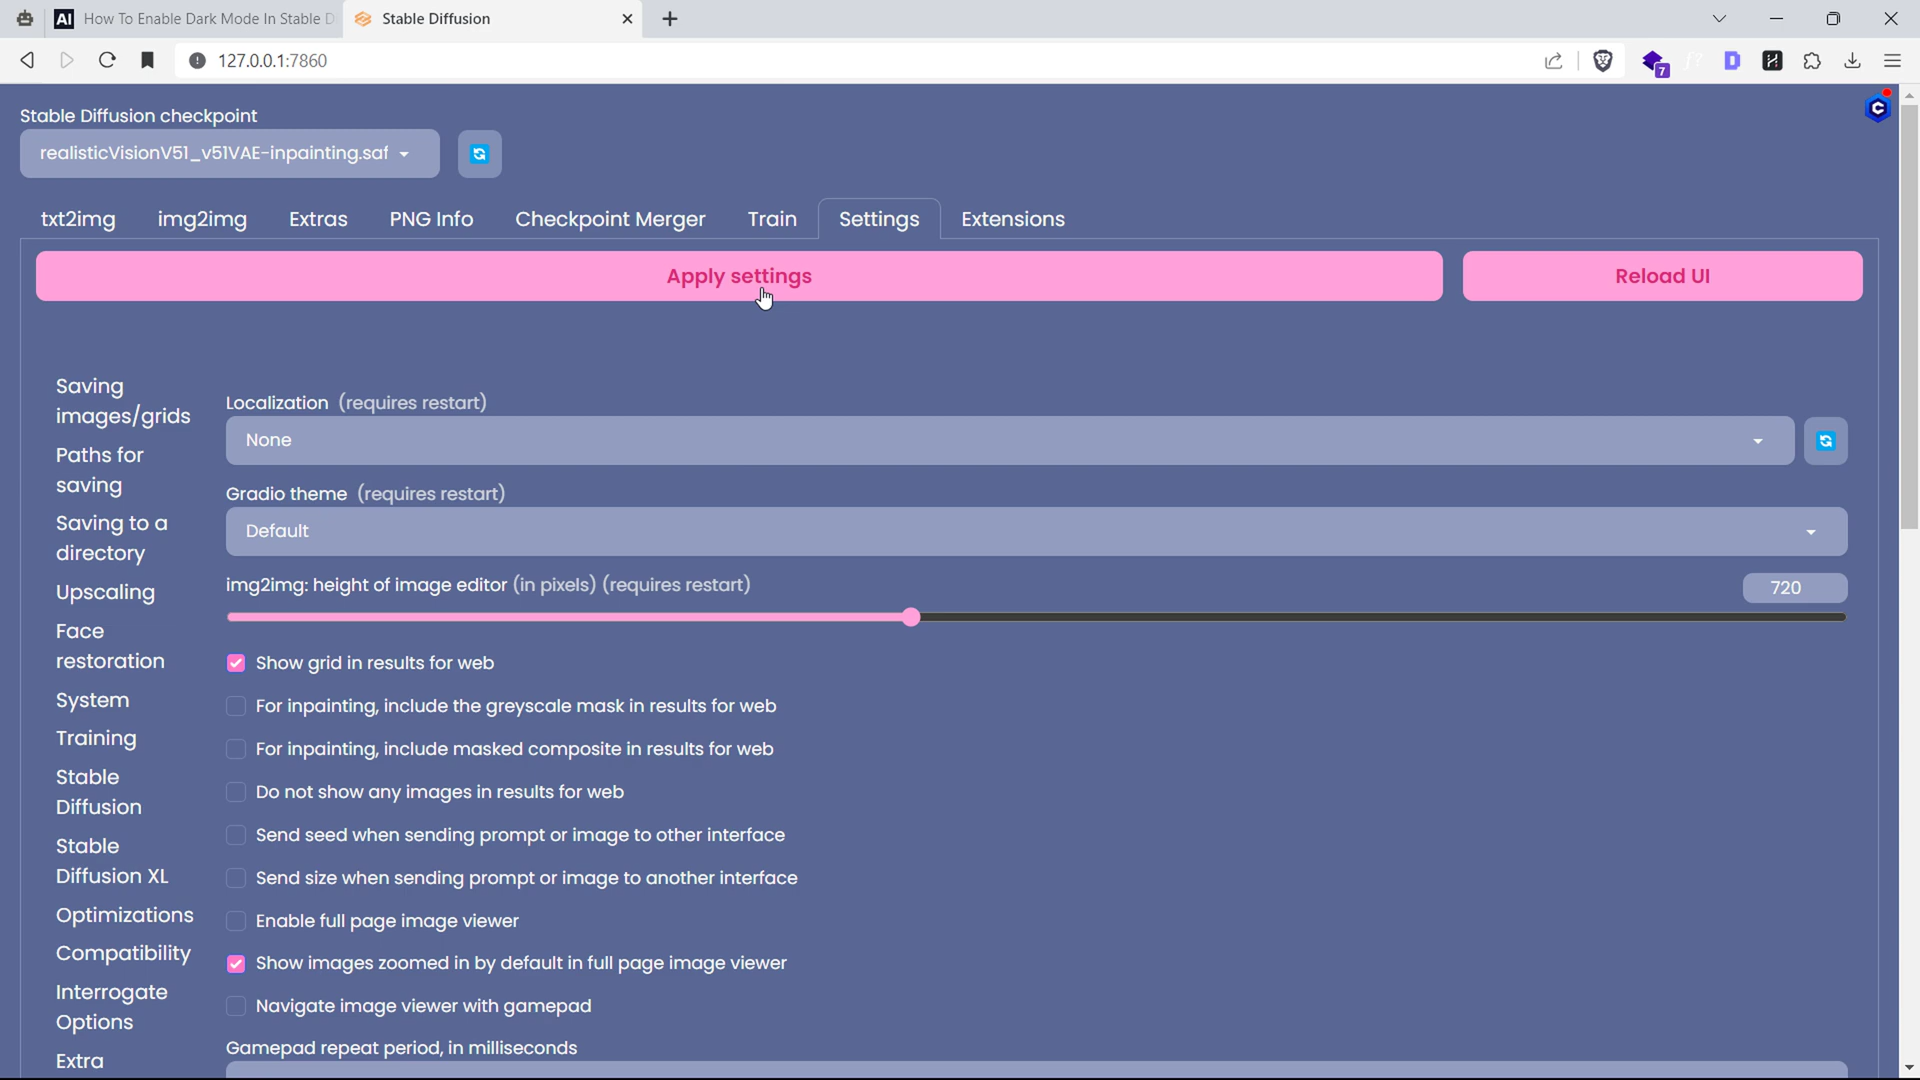 AI How To Enable Dark Mode In Stable D
Stable Diffusion
127.0.0.1:7860
7
Stable Diffusion checkpoint
realisticVisionV51_v51VAE-inpainting.saf
C
txt2img img2img Extras PNG Info Checkpoint Merger Train Settings Extensions
Apply settings
Reload UI
Saving
images/grids
Paths for
saving
Saving to a
directory
Upscaling
Face
restoration
System
Training
Stable
Diffusion
Stable
Diffusion XL
Optimizations
Compatibility
Interrogate
Options
Extra
Localization (requires restart)
None
Gradio theme (requires restart)
Default
img2img: height of image editor (in pixels) (requires restart)
720
Show grid in results for web
For inpainting, include the greyscale mask in results for web
For inpainting, include masked composite in results for web
Do not show any images in results for web
Send seed when sending prompt or image to other interface
Send size when sending prompt or image to another interface
Enable full page image viewer
Show images zoomed in by default in full page image viewer
Navigate image viewer with gamepad
Gamepad repeat period, in milliseconds